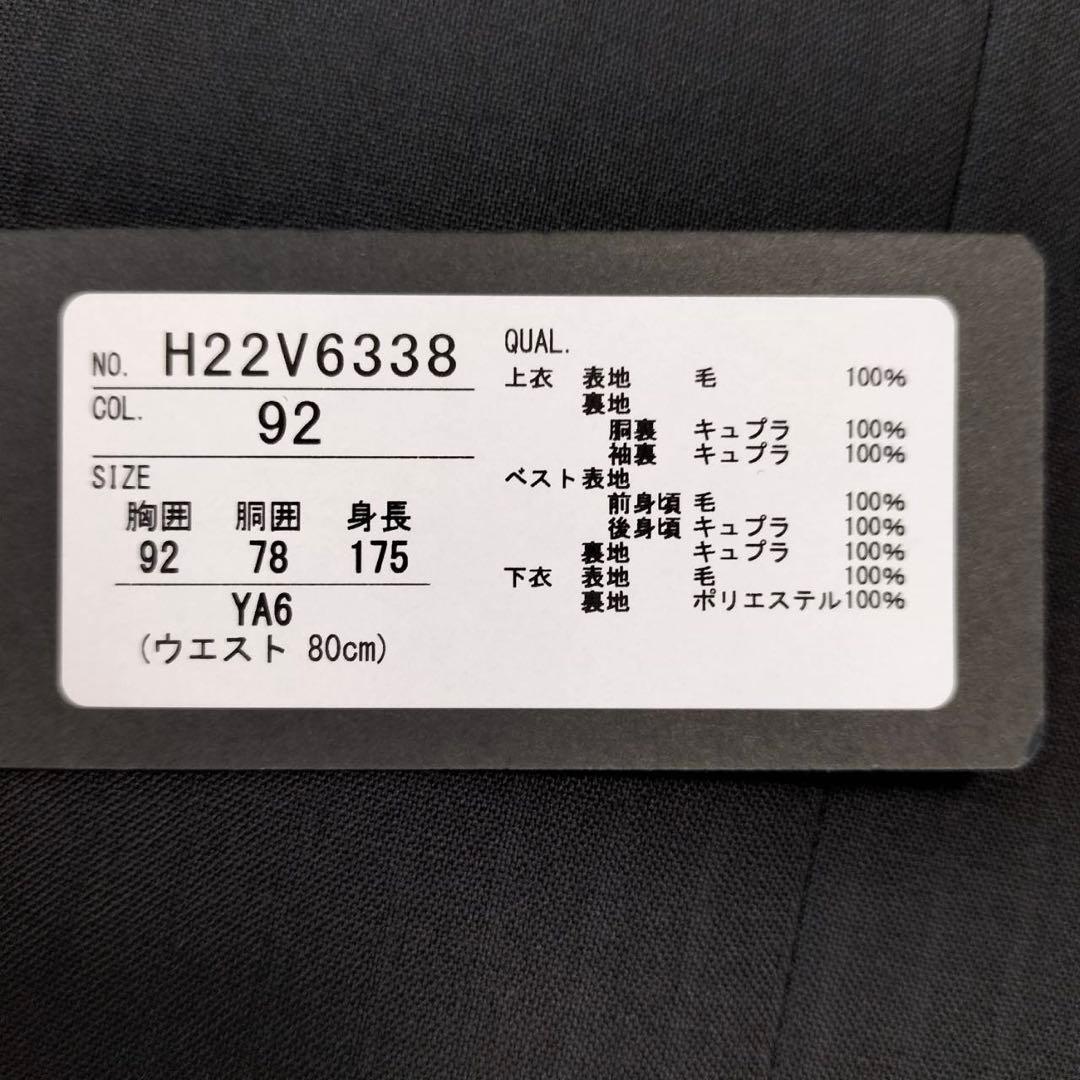 NO. H22V6338
COL. 92
SIZE
胸囲 胴囲 身長
92 78 175
YA6
(ウエスト 80cm)
QUAL.
上衣 表地 毛 100%
裏地
胴裏 キュプラ 100%
袖裏 キュプラ 100%
ベスト 表地
前身頃 毛 100%
後身頃 キュプラ 100%
裏地 キュプラ 100%
下衣 表地 毛 100%
裏地 ポリエステル 100%